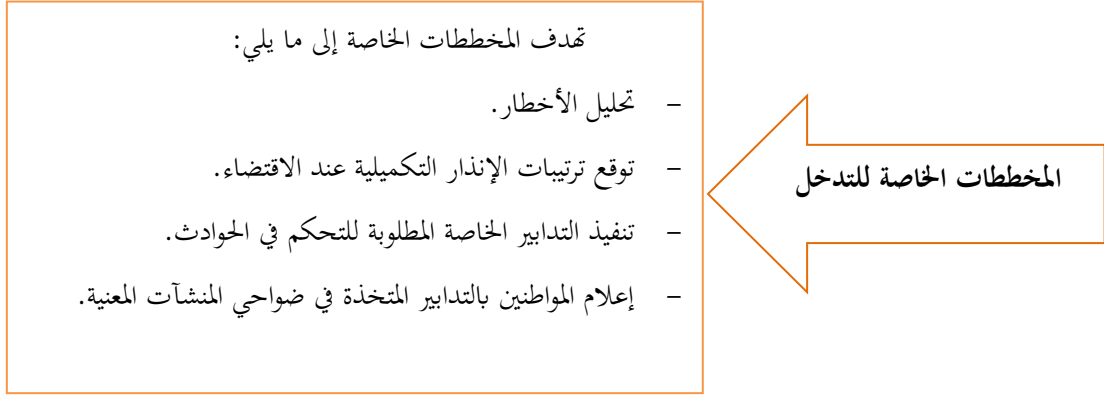 المخططات الخاصة للتدخل
تهدف المخططات الخاصة إلى ما يلي:
- تحليل الأخطار.
- توقع ترتيبات الإنذار التكميلية عند الاقتضاء.
- تنفيذ التدابير الخاصة المطلوبة للتحكم في الحوادث.
- إعلام المواطنين بالتدابير المتخذة في ضواحي المنشآت المعنية.